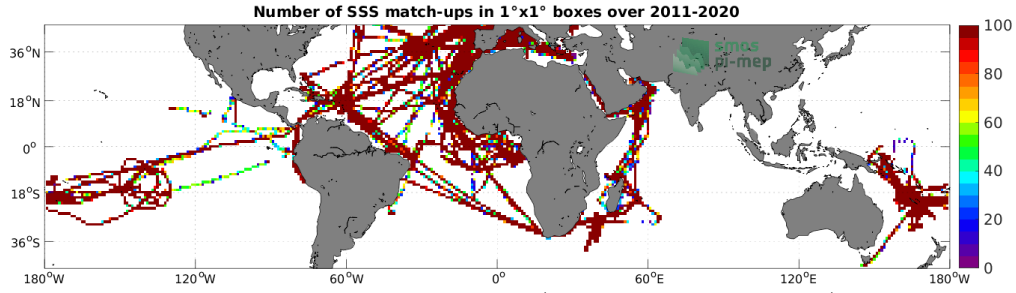 Number of SSS match-ups in 1°x1° boxes over 2011-2020
36°N
18°N
0°
18°S
36°S
180°W
120°W
60°W
0°
60°E
120°E
180°W
smos
pi-mep
100
80
60
40
20
0